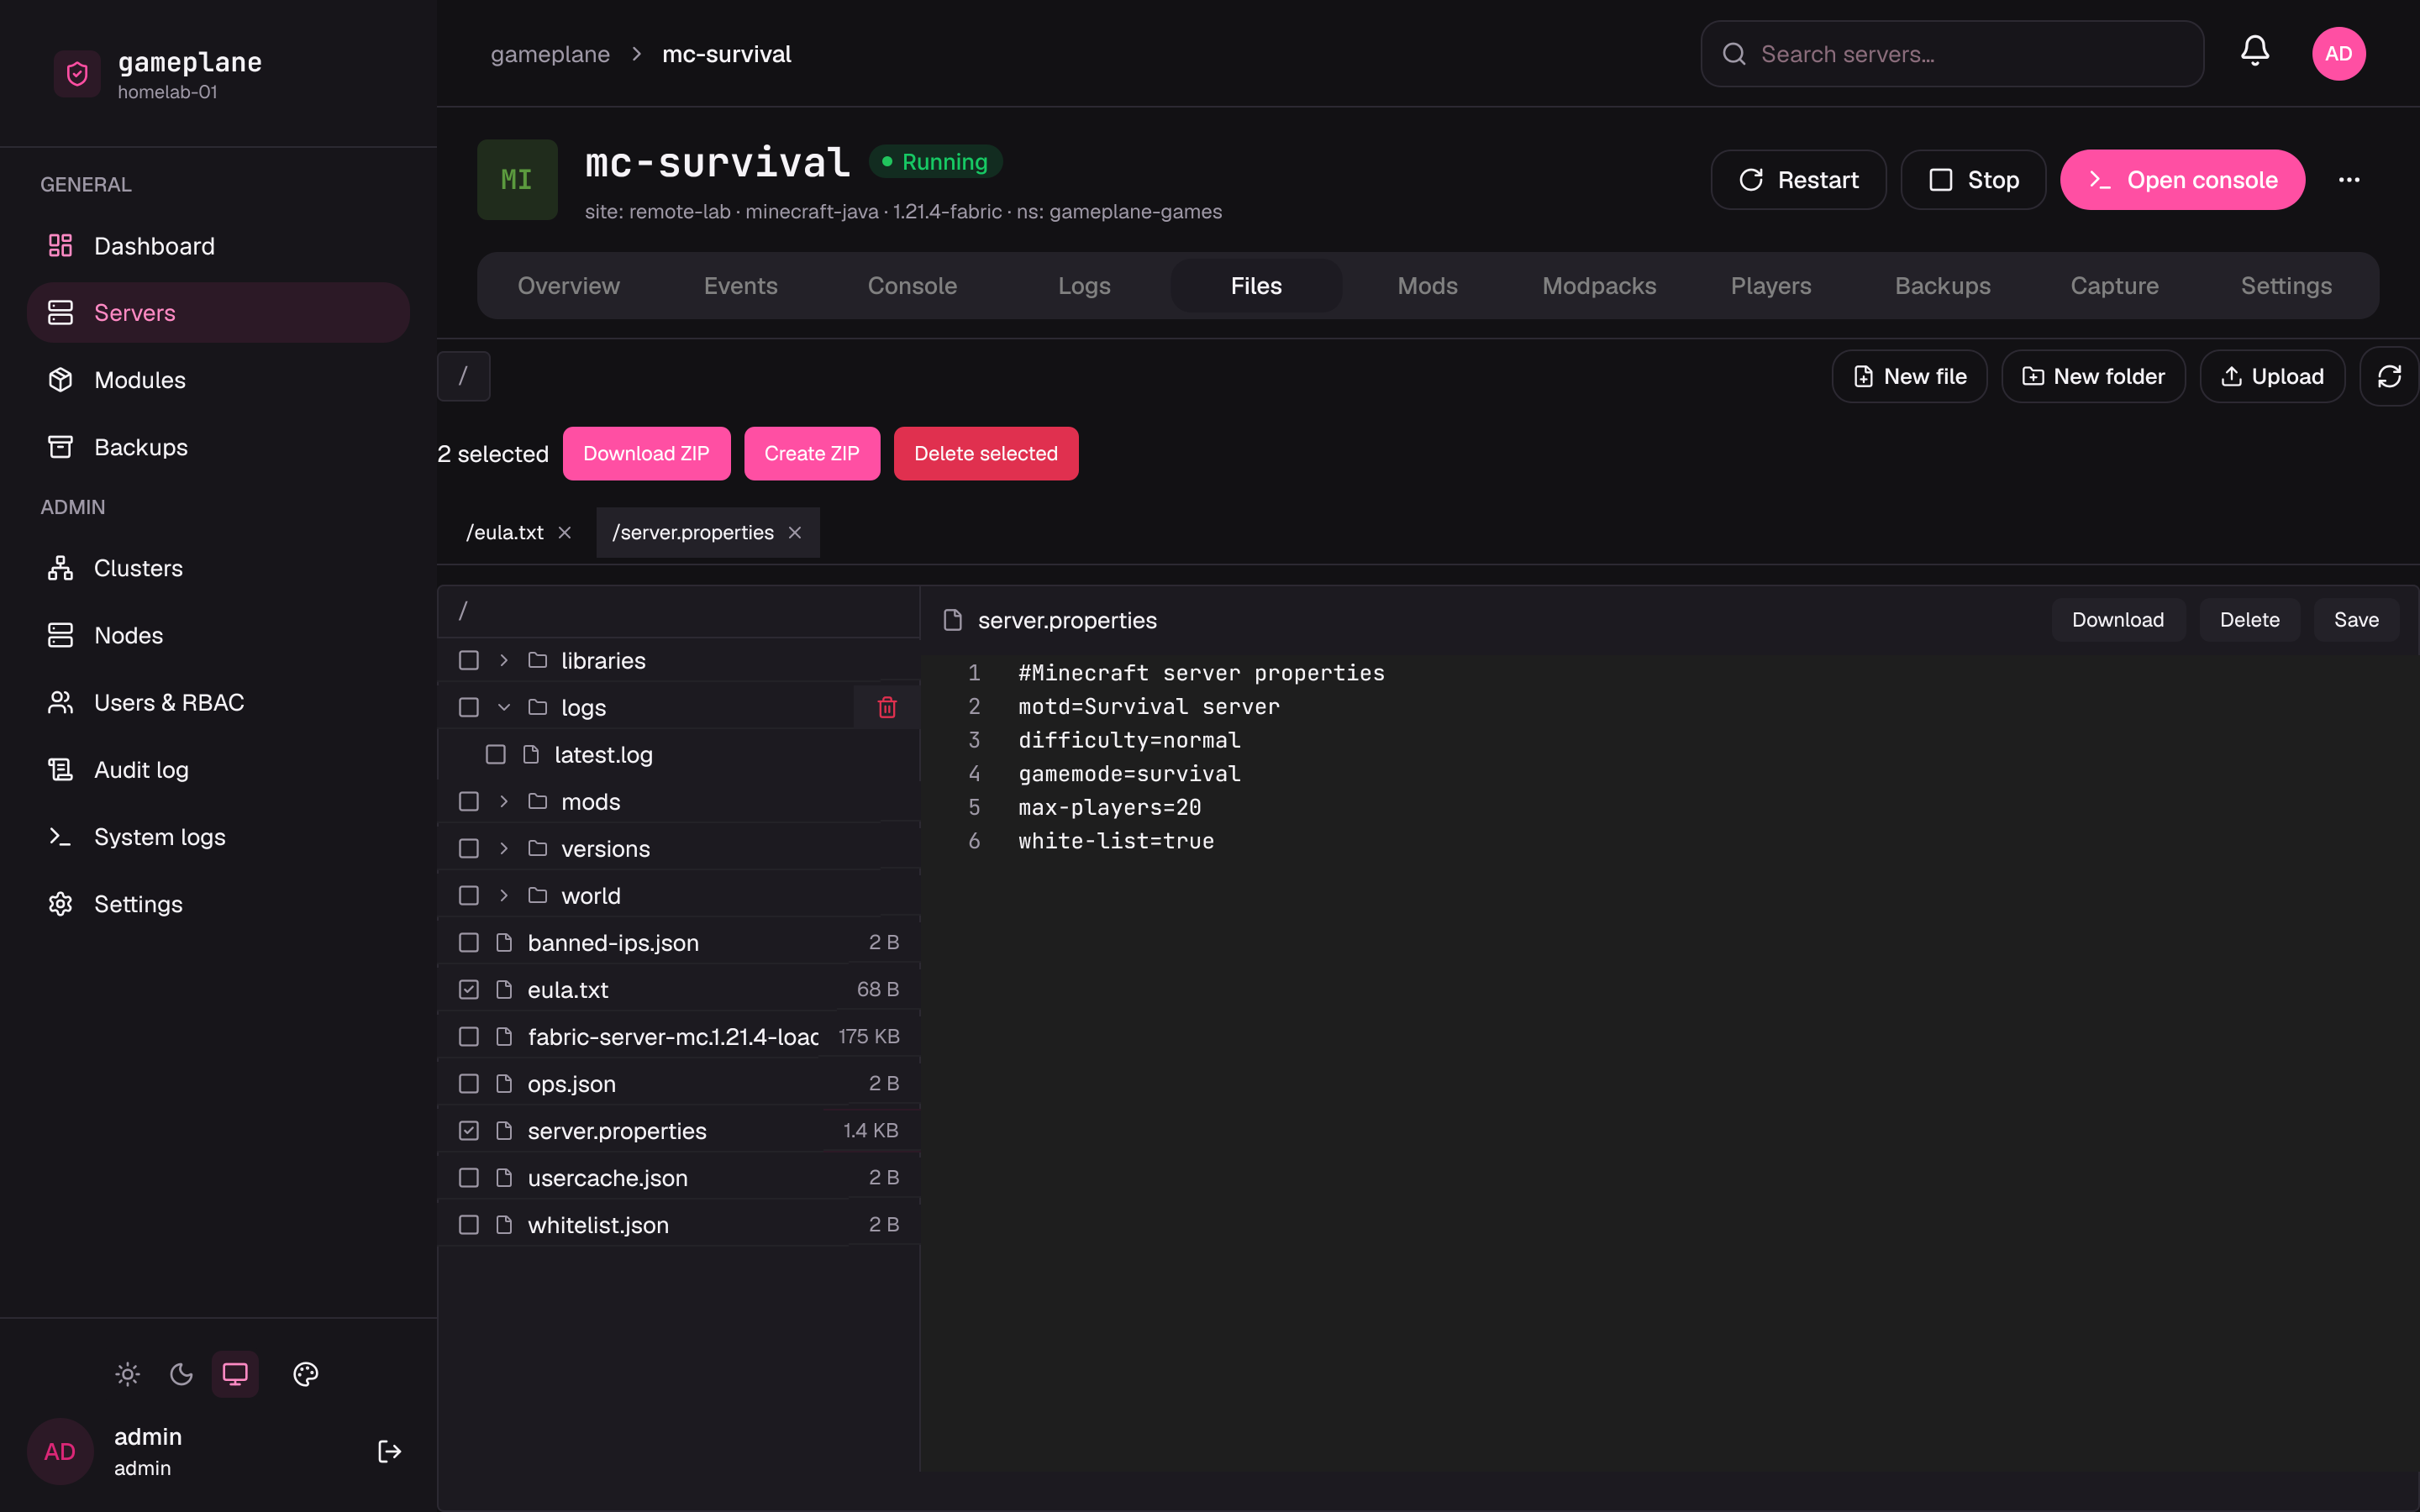 gameplane
homelab-01
GENERAL
Dashboard
Servers
Modules
Backups
ADMIN
Clusters
Nodes
Users & RBAC
Audit log
System logs
Settings
AD
admin
admin
gameplane > mc-survival
Search servers...
AD
MI
mc-survival
Running
site: remote-lab · minecraft-java · 1.21.4-fabric · ns: gameplane-games
Restart
Stop
Open console
Overview
Events
Console
Logs
Files
Mods
Modpacks
Players
Backups
Capture
Settings
/
New file
New folder
Upload
2 selected
Download ZIP
Create ZIP
Delete selected
/eula.txt
/server.properties
/
libraries
logs
latest.log
mods
versions
world
banned-ips.json 2 B
eula.txt 68 B
fabric-server-mc.1.21.4-load 175 KB
ops.json 2 B
server.properties 1.4 KB
usercache.json 2 B
whitelist.json 2 B
server.properties
Download
Delete
Save
1 #Minecraft server properties
2 motd=Survival server
3 difficulty=normal
4 gamemode=survival
5 max-players=20
6 white-list=true